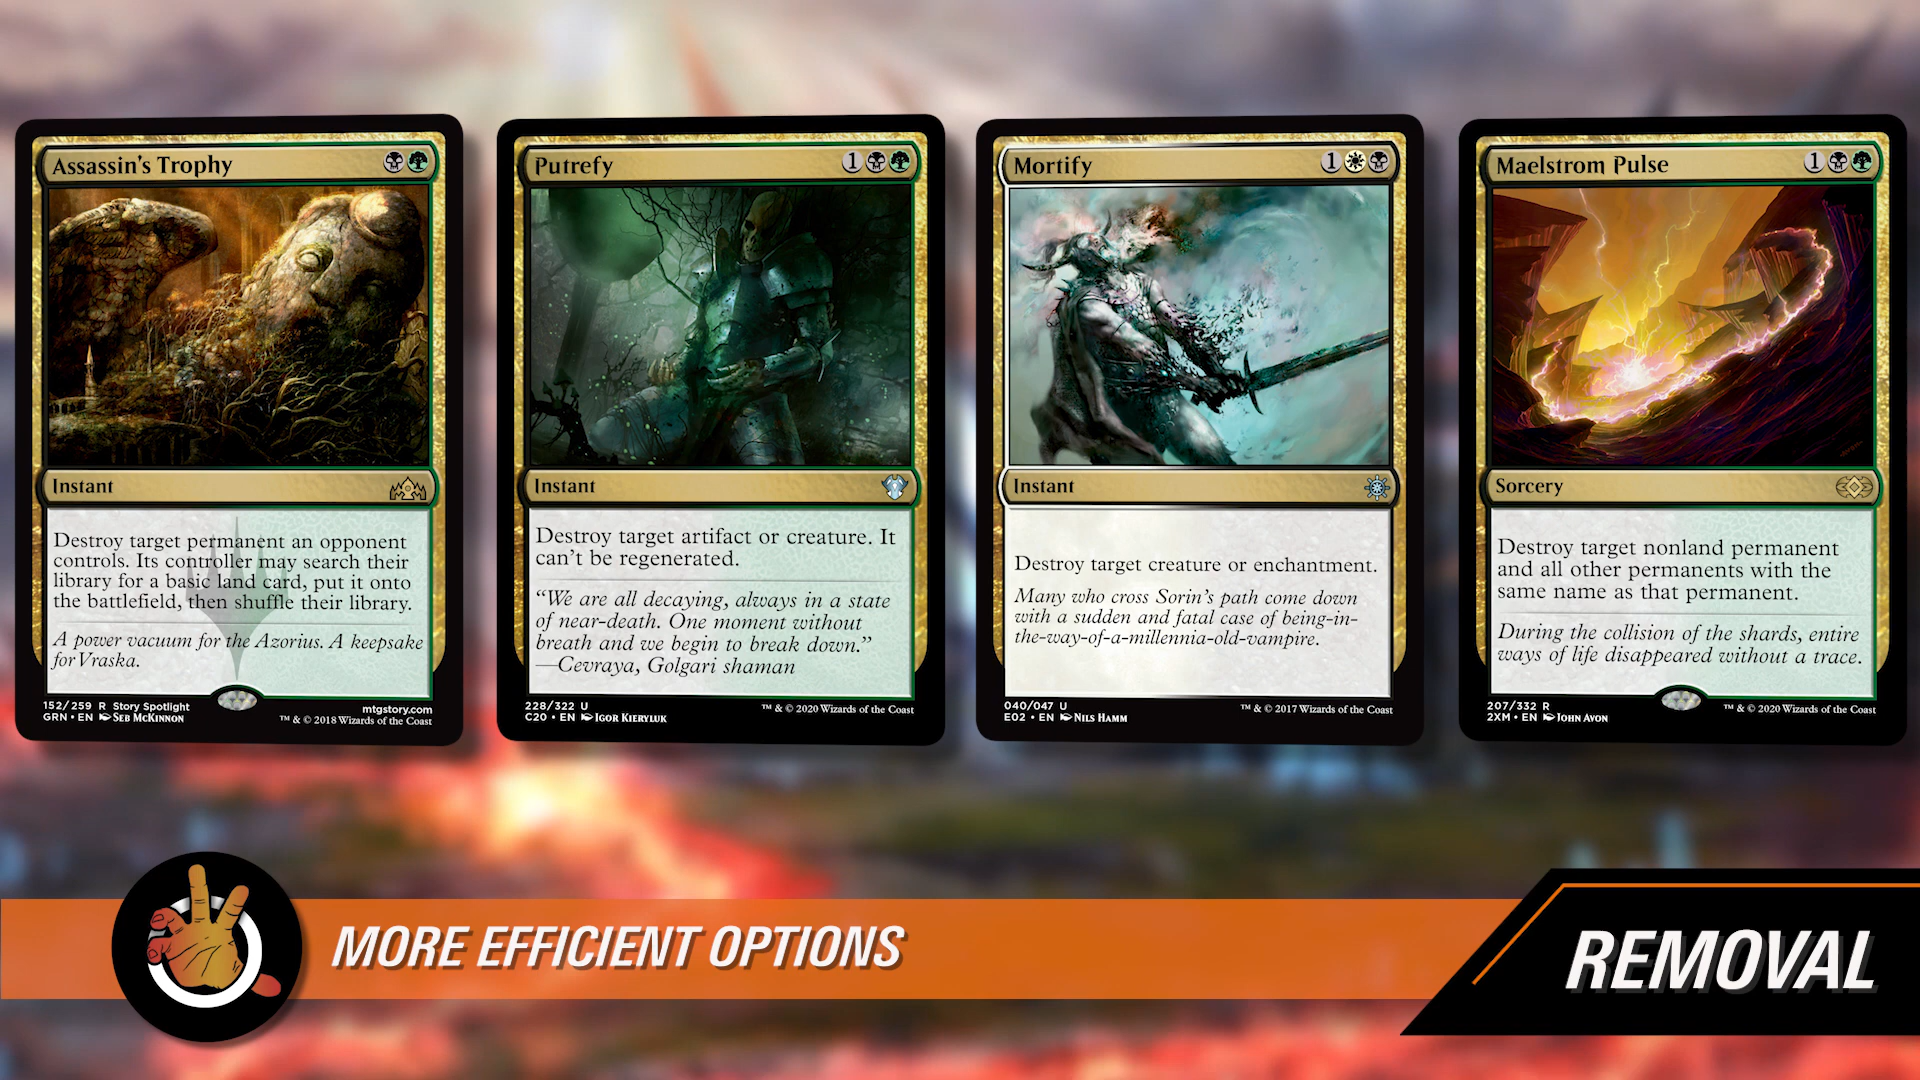 Assassin's Trophy
Instant
Destroy target permanent an opponent
controls. Its controller may search their
library for a basic land card, put it onto
the battlefield, then shuffle their library.
A power vacuum for the Azorius. A keepsake
for Vraska.
152/259 R Story Spotlight
GRN • EN Seb McKinnon
mtgstory.com
™ & © 2018 Wizards of the Coast
Putrefy
1
Instant
Destroy target artifact or creature. It
can't be regenerated.
“We are all decaying, always in a state
of near-death. One moment without
breath and we begin to break down.”
—Cevraya, Golgari shaman
228/322 U
C20 • EN Igor Kieryluk
™ & © 2020 Wizards of the Coast
Mortify
1
Instant
Destroy target creature or enchantment.
Many who cross Sorin's path come down
with a sudden and fatal case of being-in-
the-way-of-a-millennia-old-vampire.
040/047 U
E02 • EN Nils Hamm
™ & © 2017 Wizards of the Coast
Maelstrom Pulse
1
Sorcery
Destroy target nonland permanent
and all other permanents with the
same name as that permanent.
During the collision of the shards, entire
ways of life disappeared without a trace.
207/332 R
2XM • EN John Avon
™ & © 2020 Wizards of the Coast
MORE EFFICIENT OPTIONS
REMOVAL